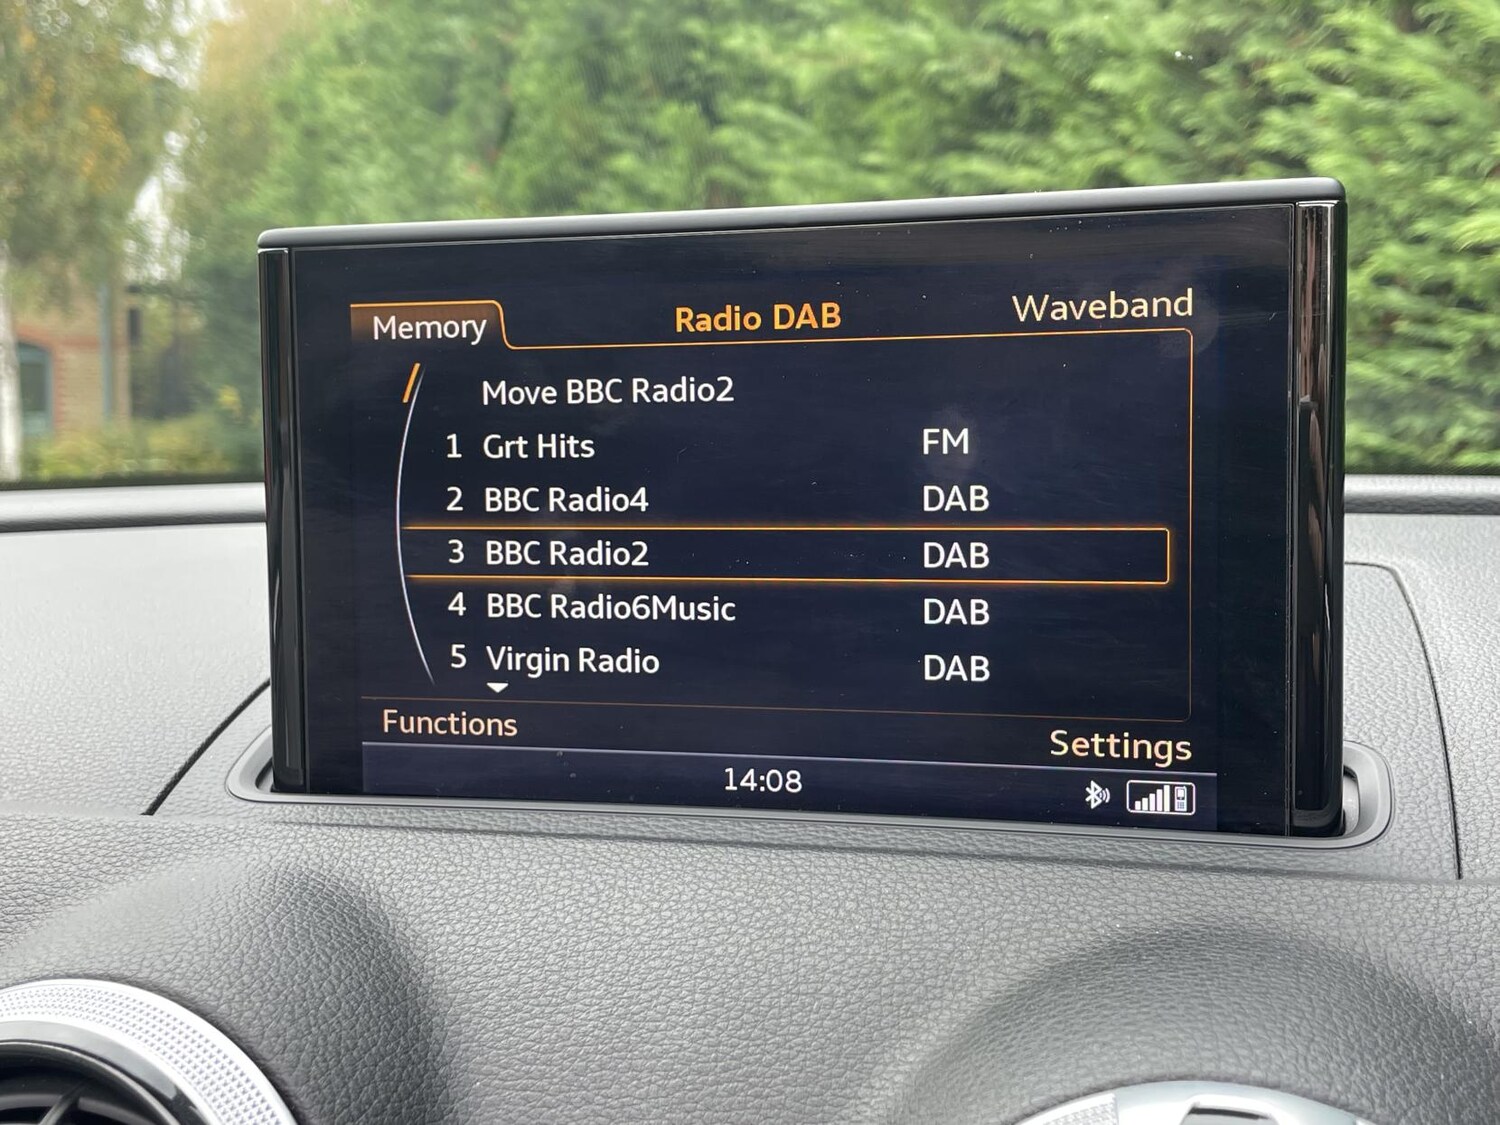 Memory Radio DAB Waveband
Move BBC Radio2
1 Grt Hits FM
2 BBC Radio4 DAB
3 BBC Radio2 DAB
4 BBC Radio6Music DAB
5 Virgin Radio DAB
Functions Settings
14:08